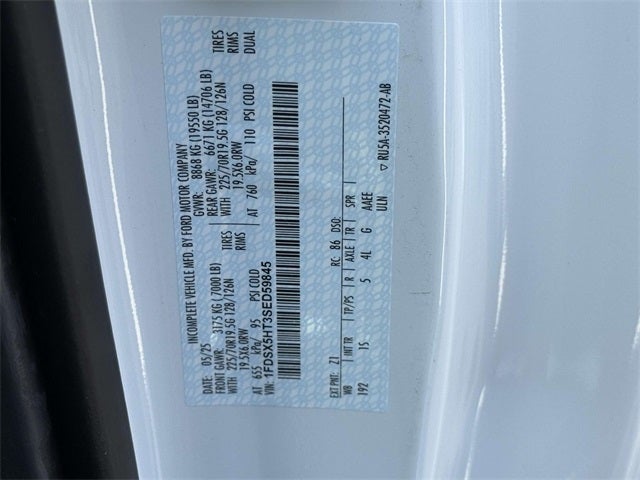 INCOMPLETE VEHICLE MFD. BY FORD MOTOR COMPANY
DATE: 05/25 GVWR: 8868 KG (19550 LB)
FRONT GAWR: 3175 KG (7000 LB) REAR GAWR: 6671 KG (14706 LB)
WITH 225/70R19.5G 128/126N TIRES WITH 225/70R19.5G 128/126N TIRES
19.5X6.0RW RIMS 19.5X6.0RW RIMS
AT 655 kPa/ 95 PSI COLD AT 760 kPa/ 110 PSI COLD DUAL
VIN: 1FDSX5HT3SED59845
EXT PNT: Z1 RC: B6 DSO:
WB INT TR TP/PS R AXLE TR SPR
192 15 5 4L G AAEE
ULN
▽ RU5A-3520472-AB